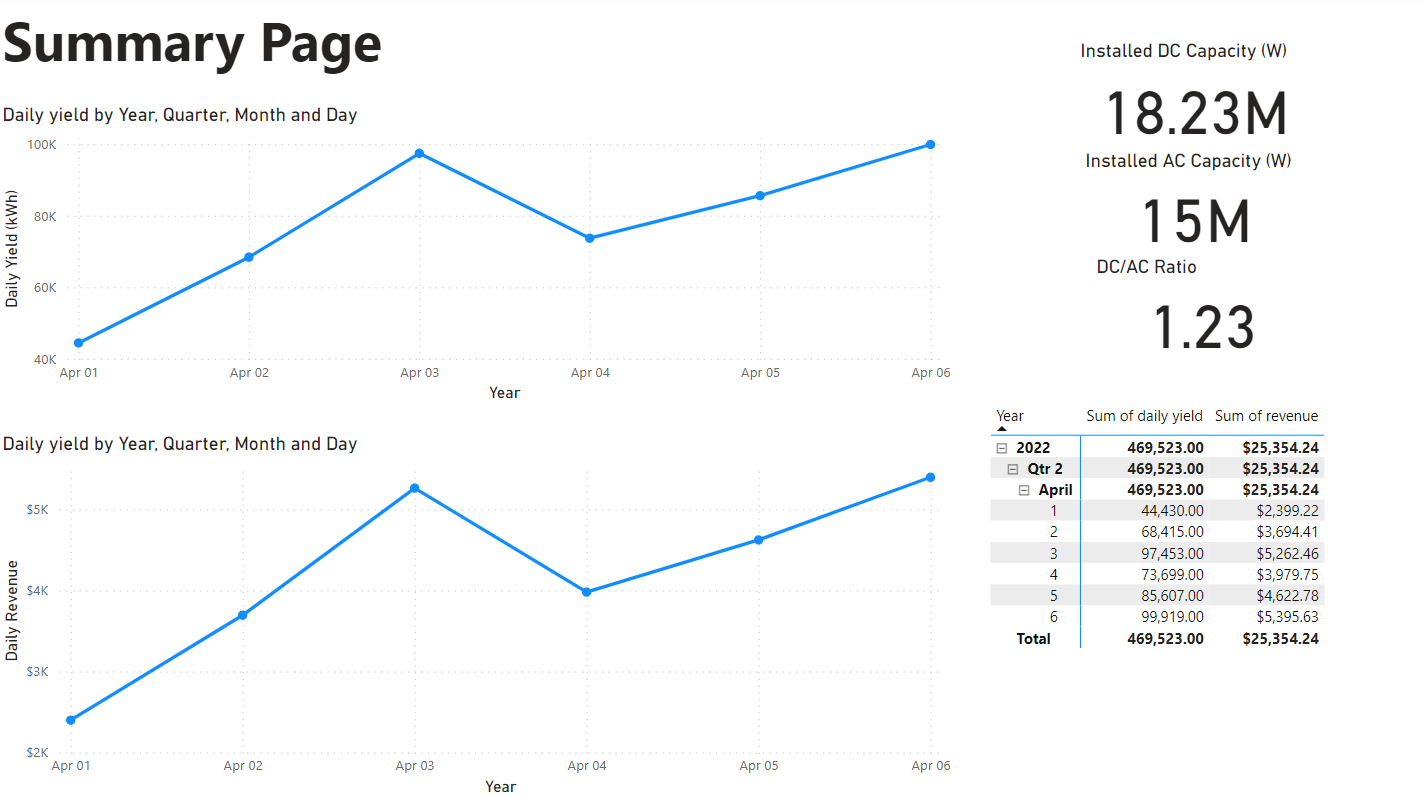 Summary Page
Daily yield by Year, Quarter, Month and Day
Daily Yield (kWh)
100K
80K
60K
40K
Apr 01 Apr 02 Apr 03 Apr 04 Apr 05 Apr 06
Year
Daily yield by Year, Quarter, Month and Day
Daily Revenue
$5K
$4K
$3K
$2K
Apr 01 Apr 02 Apr 03 Apr 04 Apr 05 Apr 06
Year
Installed DC Capacity (W)
18.23M
Installed AC Capacity (W)
15M
DC/AC Ratio
1.23
Year Sum of daily yield Sum of revenue
2022 469,523.00 $25,354.24
Qtr 2 469,523.00 $25,354.24
April 469,523.00 $25,354.24
1 44,430.00 $2,399.22
2 68,415.00 $3,694.41
3 97,453.00 $5,262.46
4 73,699.00 $3,979.75
5 85,607.00 $4,622.78
6 99,919.00 $5,395.63
Total 469,523.00 $25,354.24